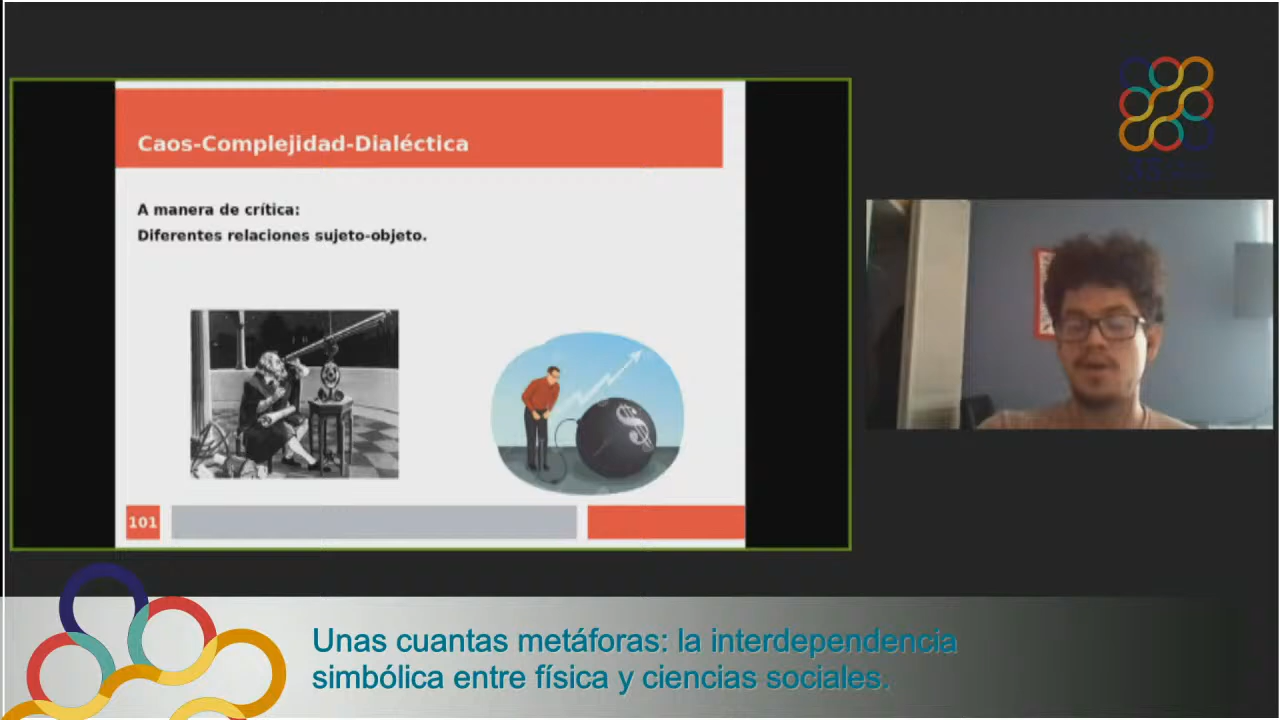 Caos-Complejidad-Dialéctica
A manera de crítica:
Diferentes relaciones sujeto-objeto.
$
101
Unas cuantas metáforas: la interdependencia
simbólica entre física y ciencias sociales.